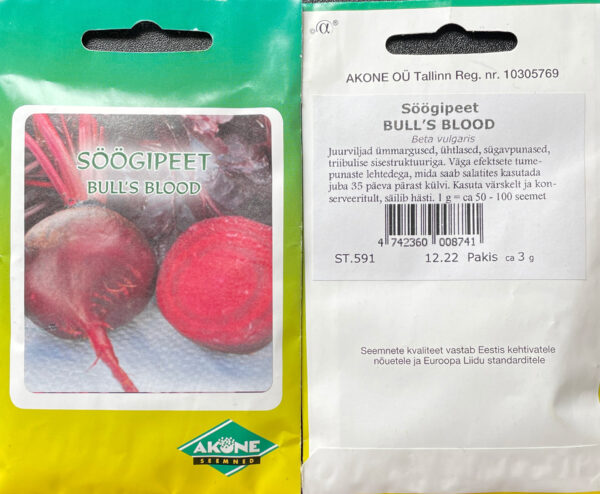 SÖÖGIPEET
BULL'S BLOOD
AKONE
SEEMNED
©α®
AKONE OÜ Tallinn Reg. nr. 10305769
Söögipeet
BULL'S BLOOD
Beta vulgaris
Juurviljad ümmargused, ühtlased, sügavpunased,
triibulise sisestruktuuriga. Väga efektsete tume-
punaste lehtedega, mida saab salatites kasutada
juba 35 päeva pärast külvi. Kasuta värskelt ja kon-
serveeritult, säilib hästi. 1 g = ca 50 - 100 seemet
4 742360 008741
ST.591 12.22 Pakis ca 3 g
Seemnete kvaliteet vastab Eestis kehtivatele
nõuetele ja Euroopa Liidu standarditele